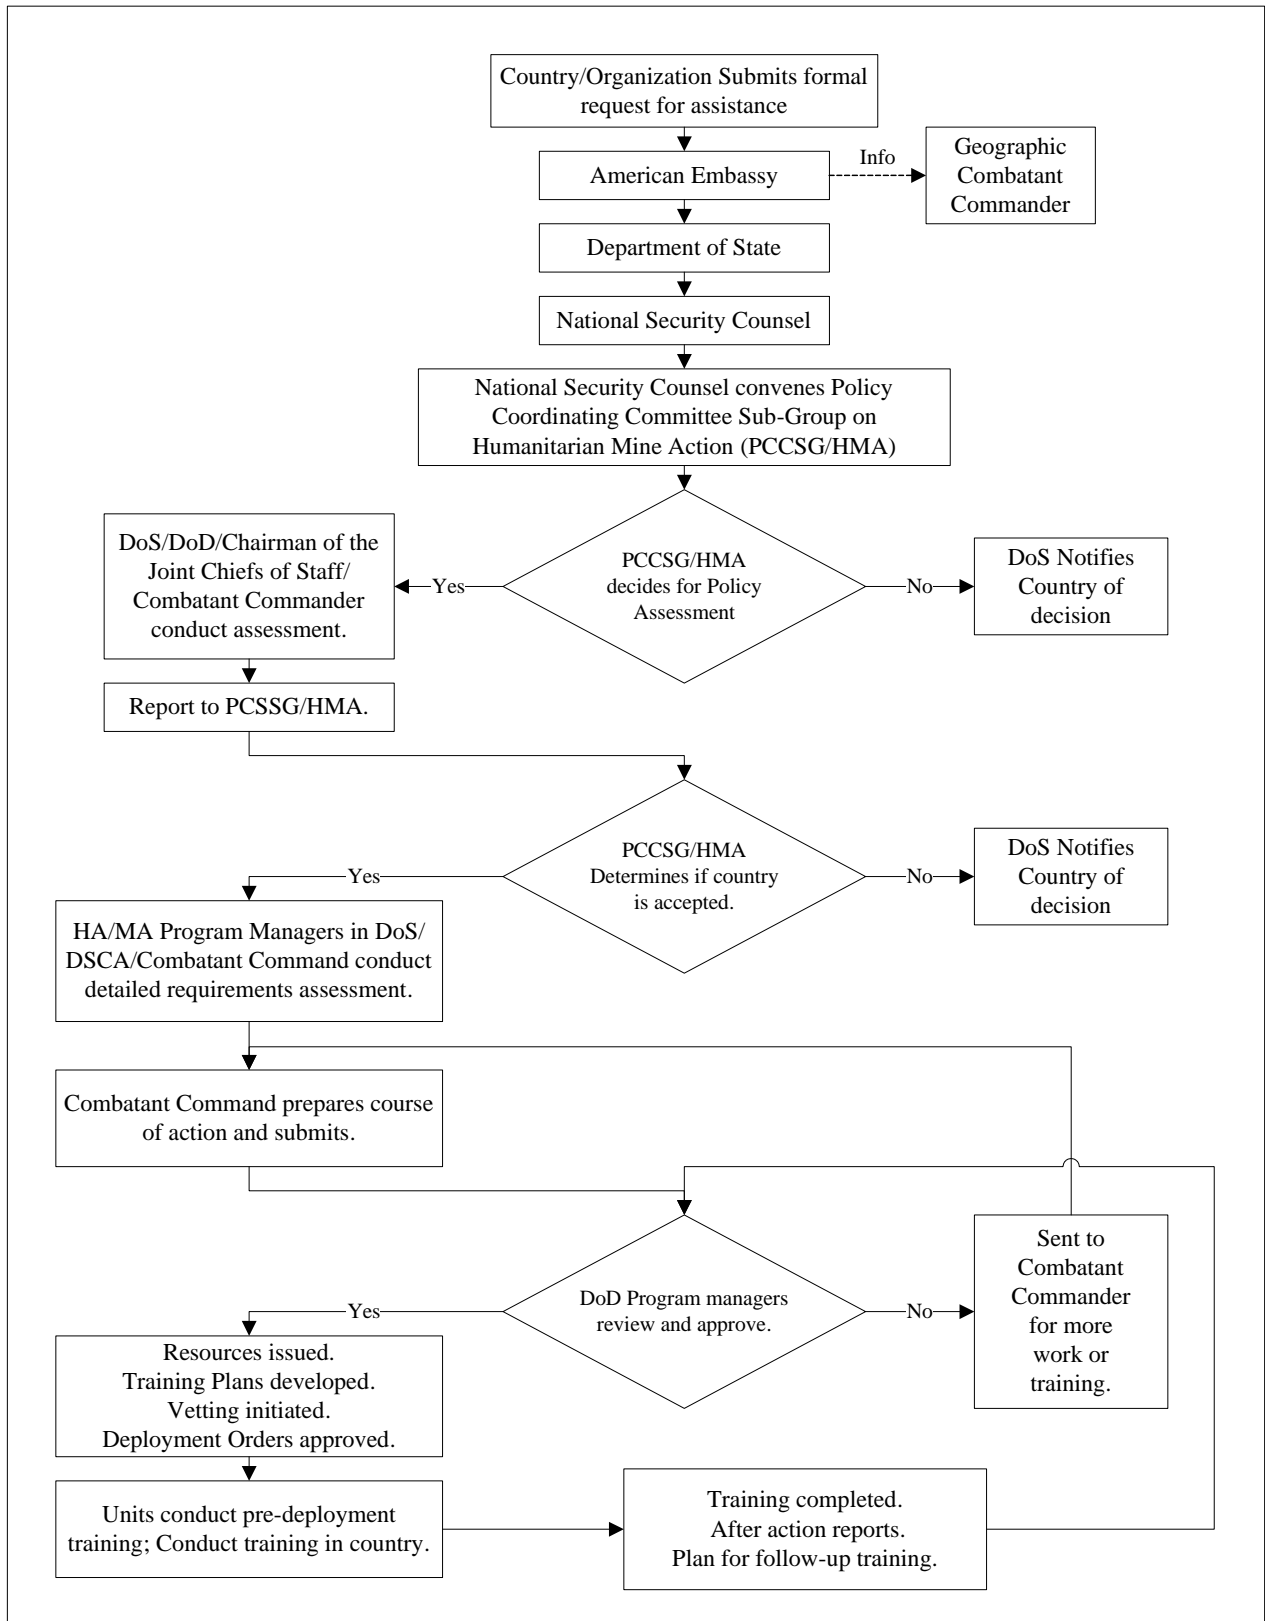 Country/Organization Submits formal
request for assistance
American Embassy
Info
Geographic
Combatant
Commander
Department of State
National Security Counsel
National Security Counsel convenes Policy
Coordinating Committee Sub-Group on
Humanitarian Mine Action (PCCSG/HMA)
DoS/DoD/Chairman of the
Joint Chiefs of Staff/
Combatant Commander
conduct assessment.
Yes
PCCSG/HMA
decides for Policy
Assessment
No
DoS Notifies
Country of
decision
Report to PCSSG/HMA.
PCCSG/HMA
Determines if country
is accepted.
Yes
No
DoS Notifies
Country of
decision
HA/MA Program Managers in DoS/
DSCA/Combatant Command conduct
detailed requirements assessment.
Combatant Command prepares course
of action and submits.
DoD Program managers
review and approve.
Yes
No
Sent to
Combatant
Commander
for more
work or
training.
Resources issued.
Training Plans developed.
Vetting initiated.
Deployment Orders approved.
Units conduct pre-deployment
training; Conduct training in country.
Training completed.
After action reports.
Plan for follow-up training.